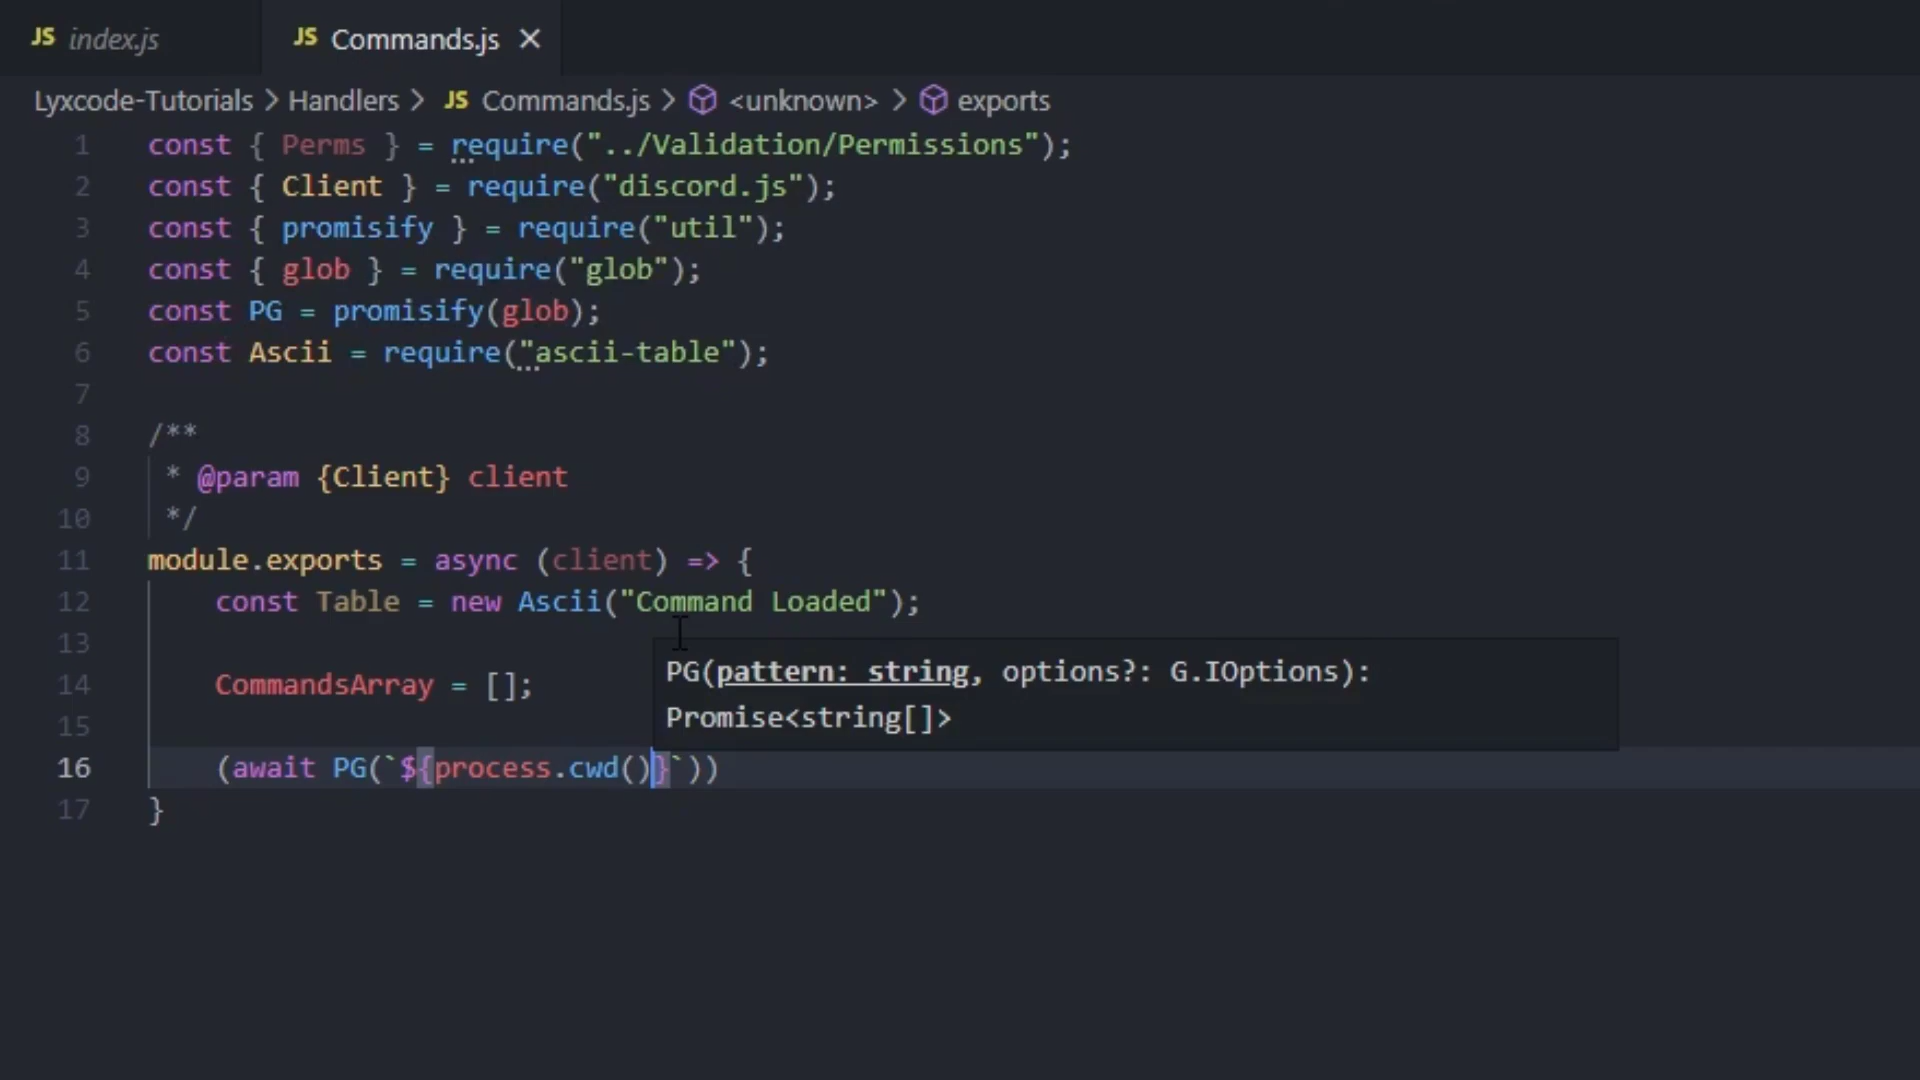 JS index.js JS Commands.js ×
Lyxcode-Tutorials > Handlers > JS Commands.js > <unknown> > exports
1 const { Perms } = require("../Validation/Permissions");
2 const { Client } = require("discord.js");
3 const { promisify } = require("util");
4 const { glob } = require("glob");
5 const PG = promisify(glob);
6 const Ascii = require("ascii-table");
7
8 /**
9 * @param {Client} client
10 */
11 module.exports = async (client) => {
12 const Table = new Ascii("Command Loaded");
13
PG(pattern: string, options?: G.IOptions):
14 CommandsArray = [];
Promise<string[]>
15
16 (await PG(`${process.cwd()}`))
17 }